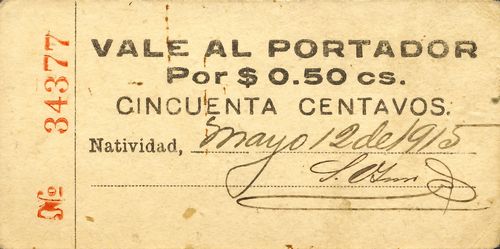 № 34377
VALE AL PORTADOR
Por $ 0.50 cs.
CINCUENTA CENTAVOS.
Natividad, Mayo 12 de 1915